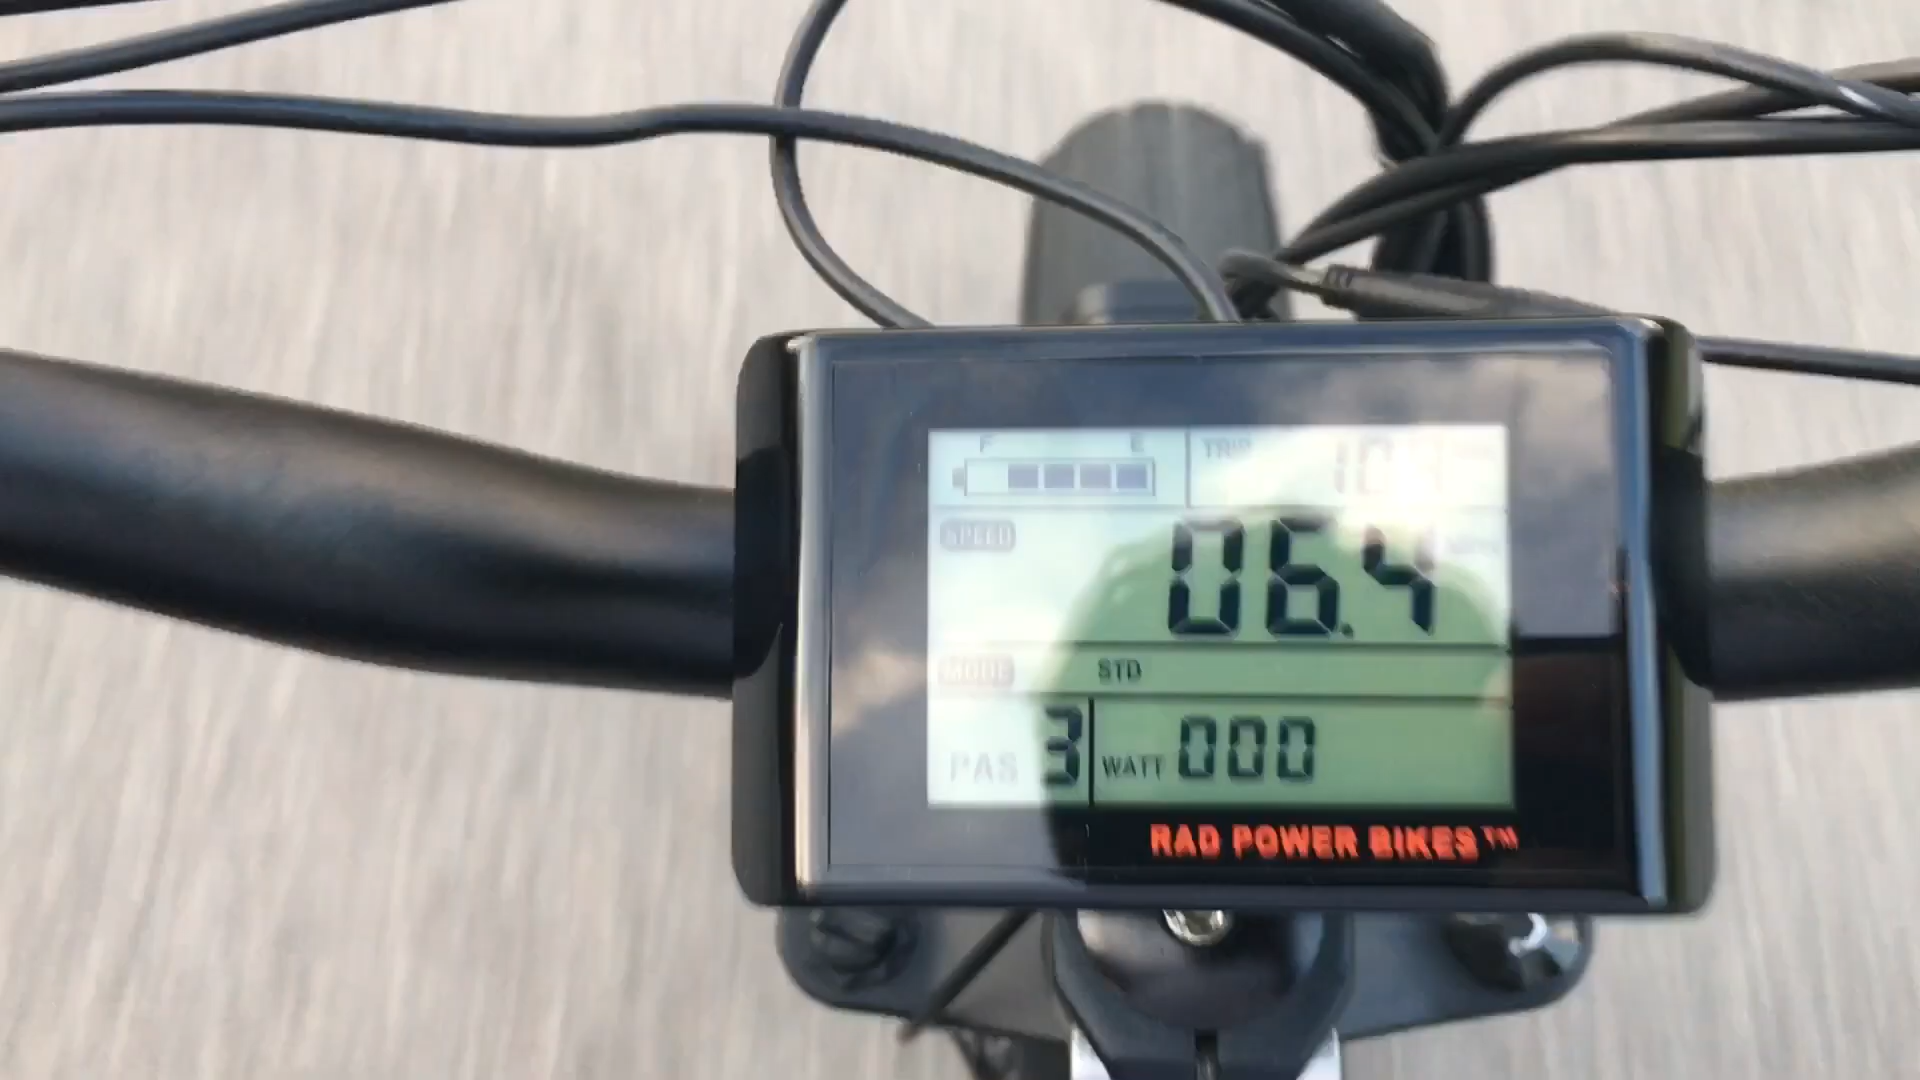 F E TRIP
SPEED 06.4
MODE STD
PAS 3 WATT 000
RAD POWER BIKES™